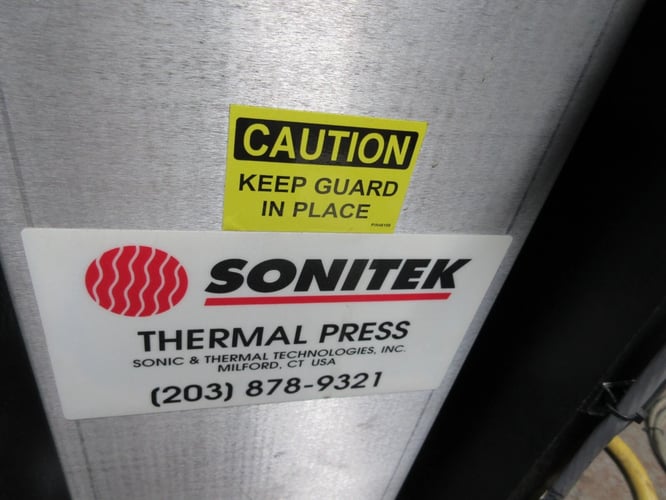 CAUTION
KEEP GUARD
IN PLACE
SONITEK
THERMAL PRESS
SONIC & THERMAL TECHNOLOGIES, INC.
MILFORD, CT USA
(203) 878-9321